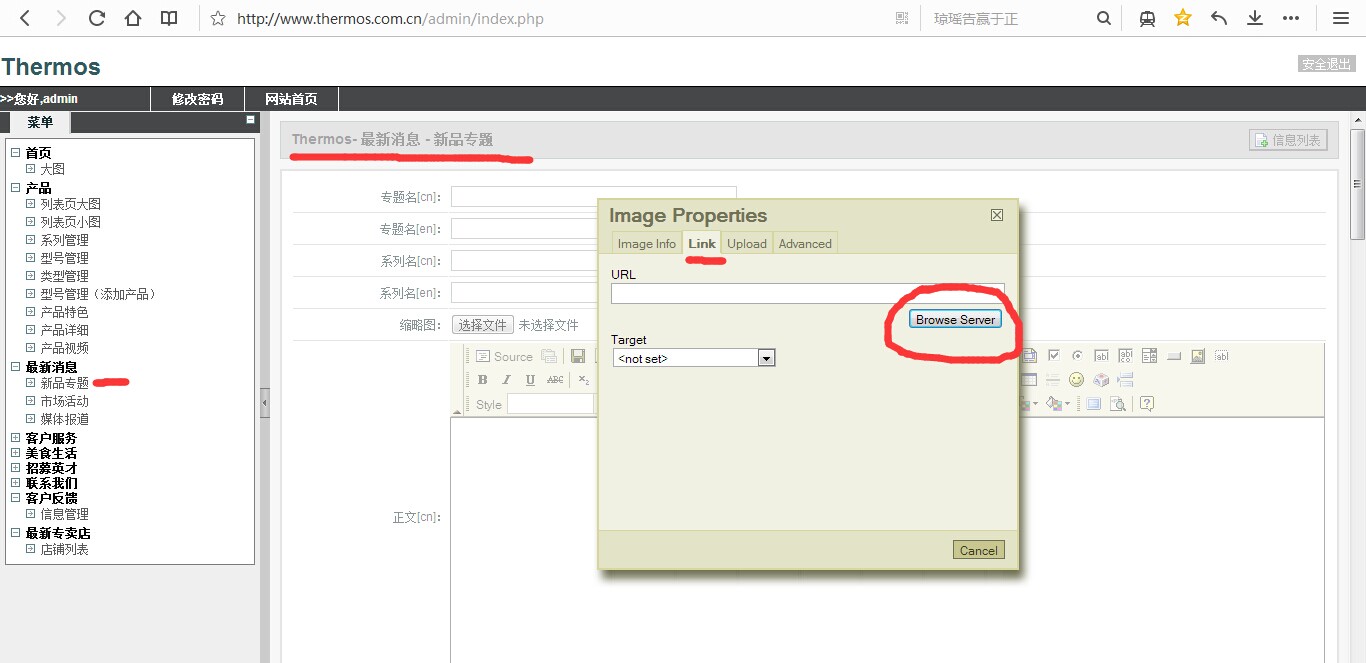 http://www.thermos.com.cn/admin/index.php
琼瑶告赢于正
Thermos
安全退出
>>您好,admin 修改密码 网站首页
菜单
首页
大图
产品
列表页大图
列表页小图
系列管理
型号管理
类型管理
型号管理（添加产品）
产品特色
产品详细
产品视频
最新消息
新品专题
市场活动
媒体报道
客户服务
美食生活
招募英才
联系我们
客户反馈
信息管理
最新专卖店
店铺列表
Thermos- 最新消息 - 新品专题
信息列表
专题名[cn]:
专题名[en]:
系列名[cn]:
系列名[en]:
缩略图: 选择文件 未选择文件
Source
B I U ABC x₂
Style
正文[cn]:
Image Properties
Image Info Link Upload Advanced
URL
Browse Server
Target
<not set>
Cancel